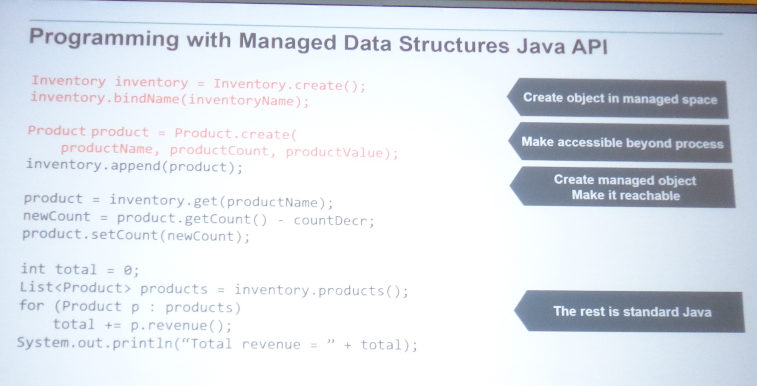 Programming with Managed Data Structures Java API
Inventory inventory = Inventory.create();
inventory.bindName(inventoryName);
Product product = Product.create(
productName, productCount, productValue);
inventory.append(product);
product = inventory.get(productName);
newCount = product.getCount() - countDecr;
product.setCount(newCount);
int total = 0;
List<Product> products = inventory.products();
for (Product p : products)
total += p.revenue();
System.out.println(“Total revenue = ” + total);
Create object in managed space
Make accessible beyond process
Create managed object
Make it reachable
The rest is standard Java